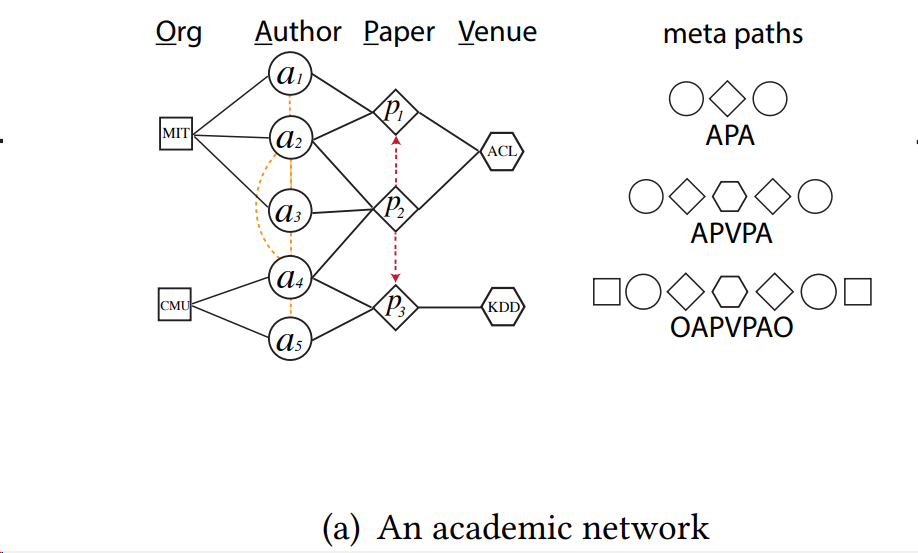 Org Author Paper Venue
meta paths
a1
a2
a3
a4
a5
p1
p2
p3
MIT
CMU
ACL
KDD
APA
APVPA
OAPVPAO
(a) An academic network